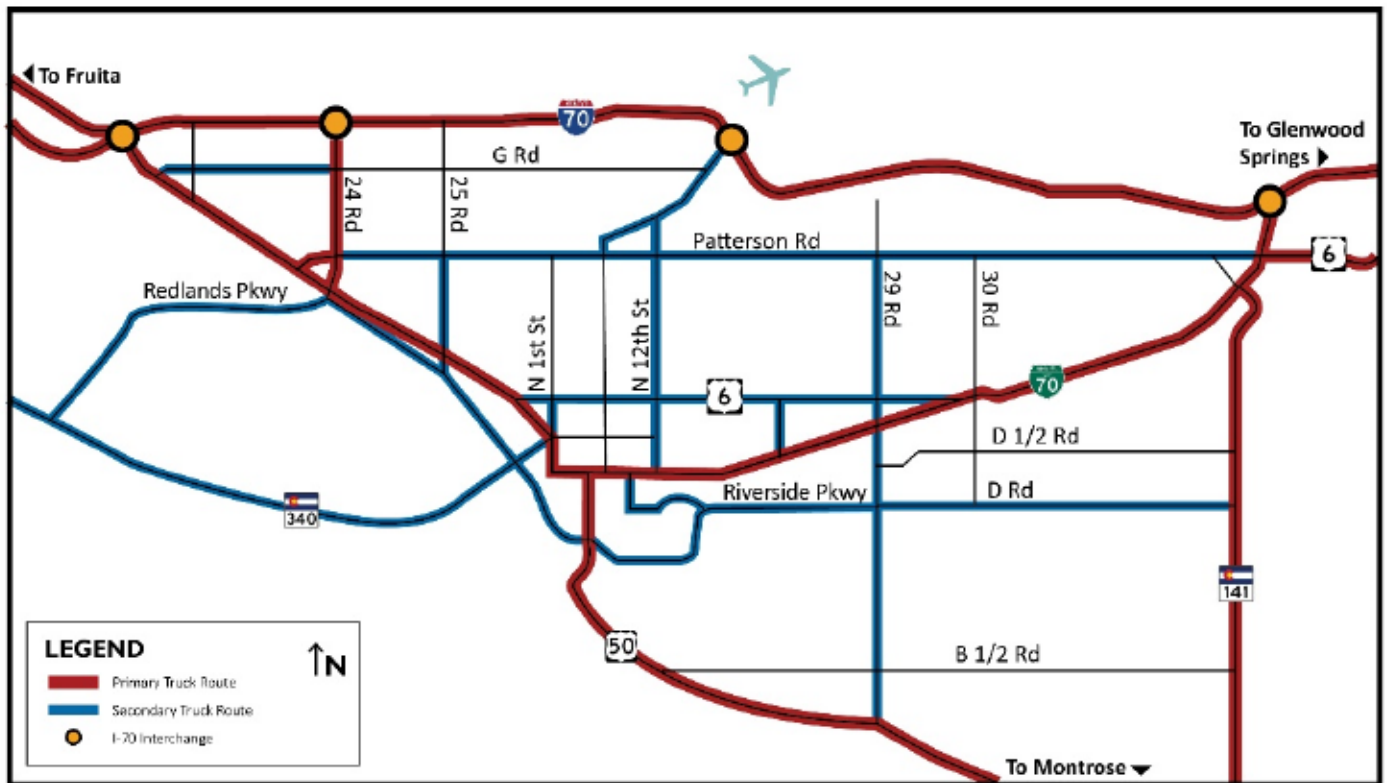 To Fruita
70
To Glenwood
Springs
G Rd
24 Rd
25 Rd
Patterson Rd
6
Redlands Pkwy
29 Rd
30 Rd
N 1st St
N 12th St
6
70
D 1/2 Rd
Riverside Pkwy
D Rd
340
141
50
B 1/2 Rd
LEGEND
N
Primary Truck Route
Secondary Truck Route
I-70 Interchange
To Montrose